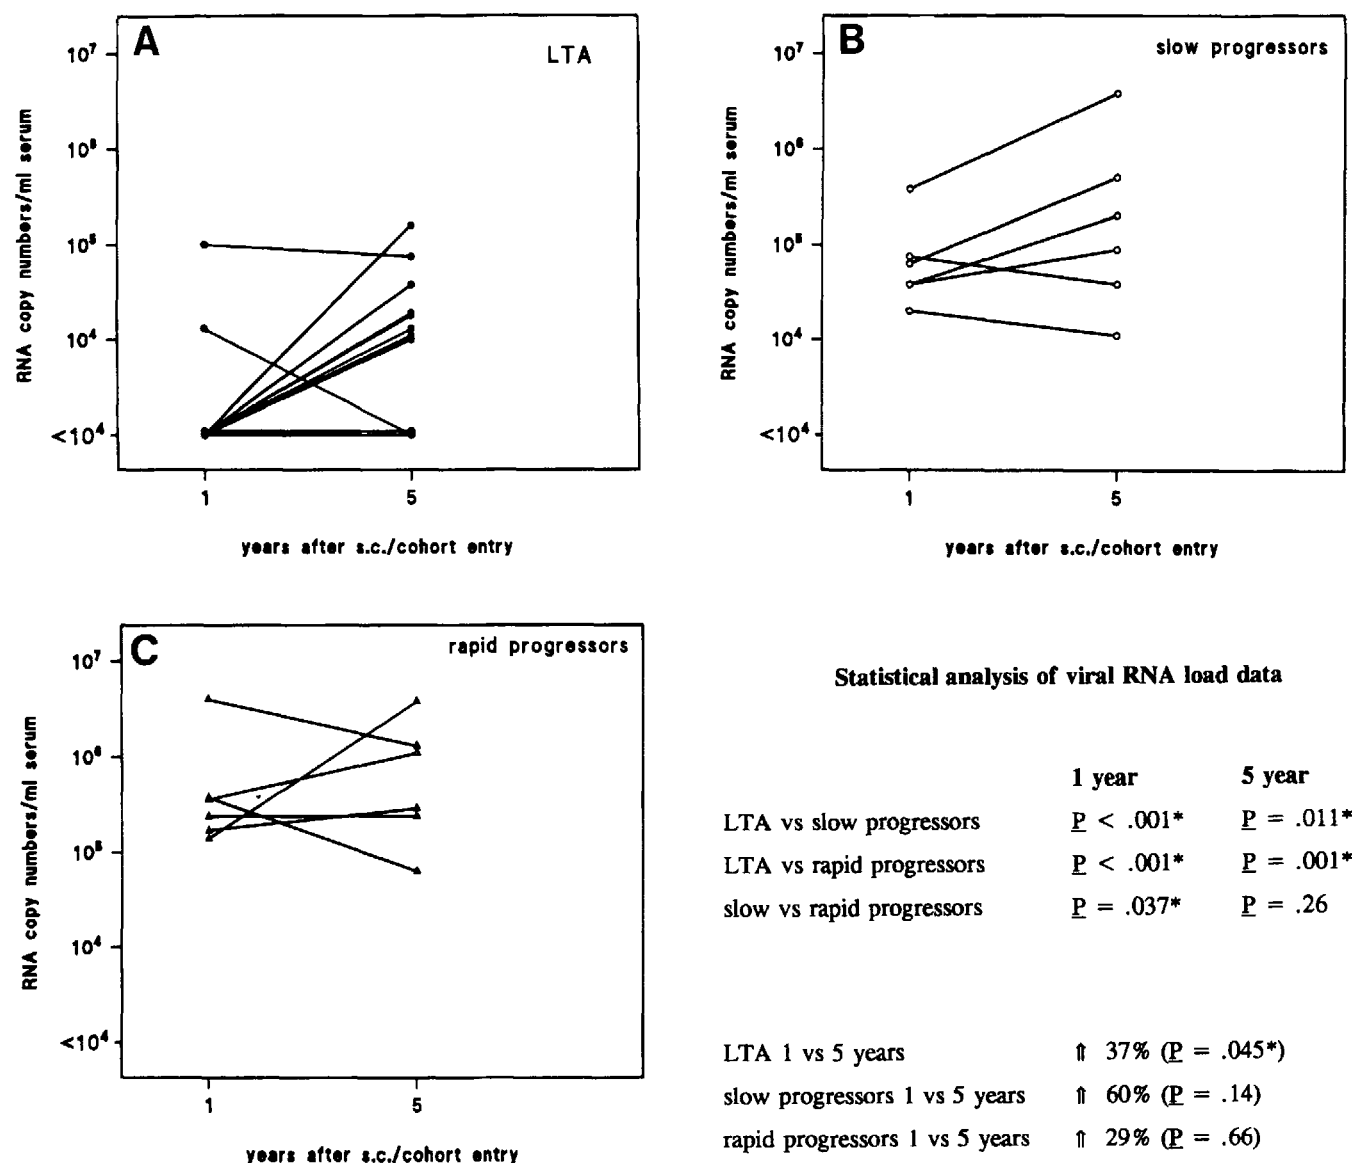 A
LTA
RNA copy numbers/ml serum
10⁷
10⁶
10⁵
10⁴
<10⁴
1 5
years after s.c./cohort entry
B
slow progressors
RNA copy numbers/ml serum
10⁷
10⁶
10⁵
10⁴
<10⁴
1 5
years after s.c./cohort entry
C
rapid progressors
RNA copy numbers/ml serum
10⁷
10⁶
10⁵
10⁴
<10⁴
1 5
years after s.c./cohort entry
Statistical analysis of viral RNA load data
1 year 5 year
LTA vs slow progressors P < .001* P = .011*
LTA vs rapid progressors P < .001* P = .001*
slow vs rapid progressors P = .037* P = .26
LTA 1 vs 5 years ⇑ 37% (P = .045*)
slow progressors 1 vs 5 years ⇑ 60% (P = .14)
rapid progressors 1 vs 5 years ⇑ 29% (P = .66)